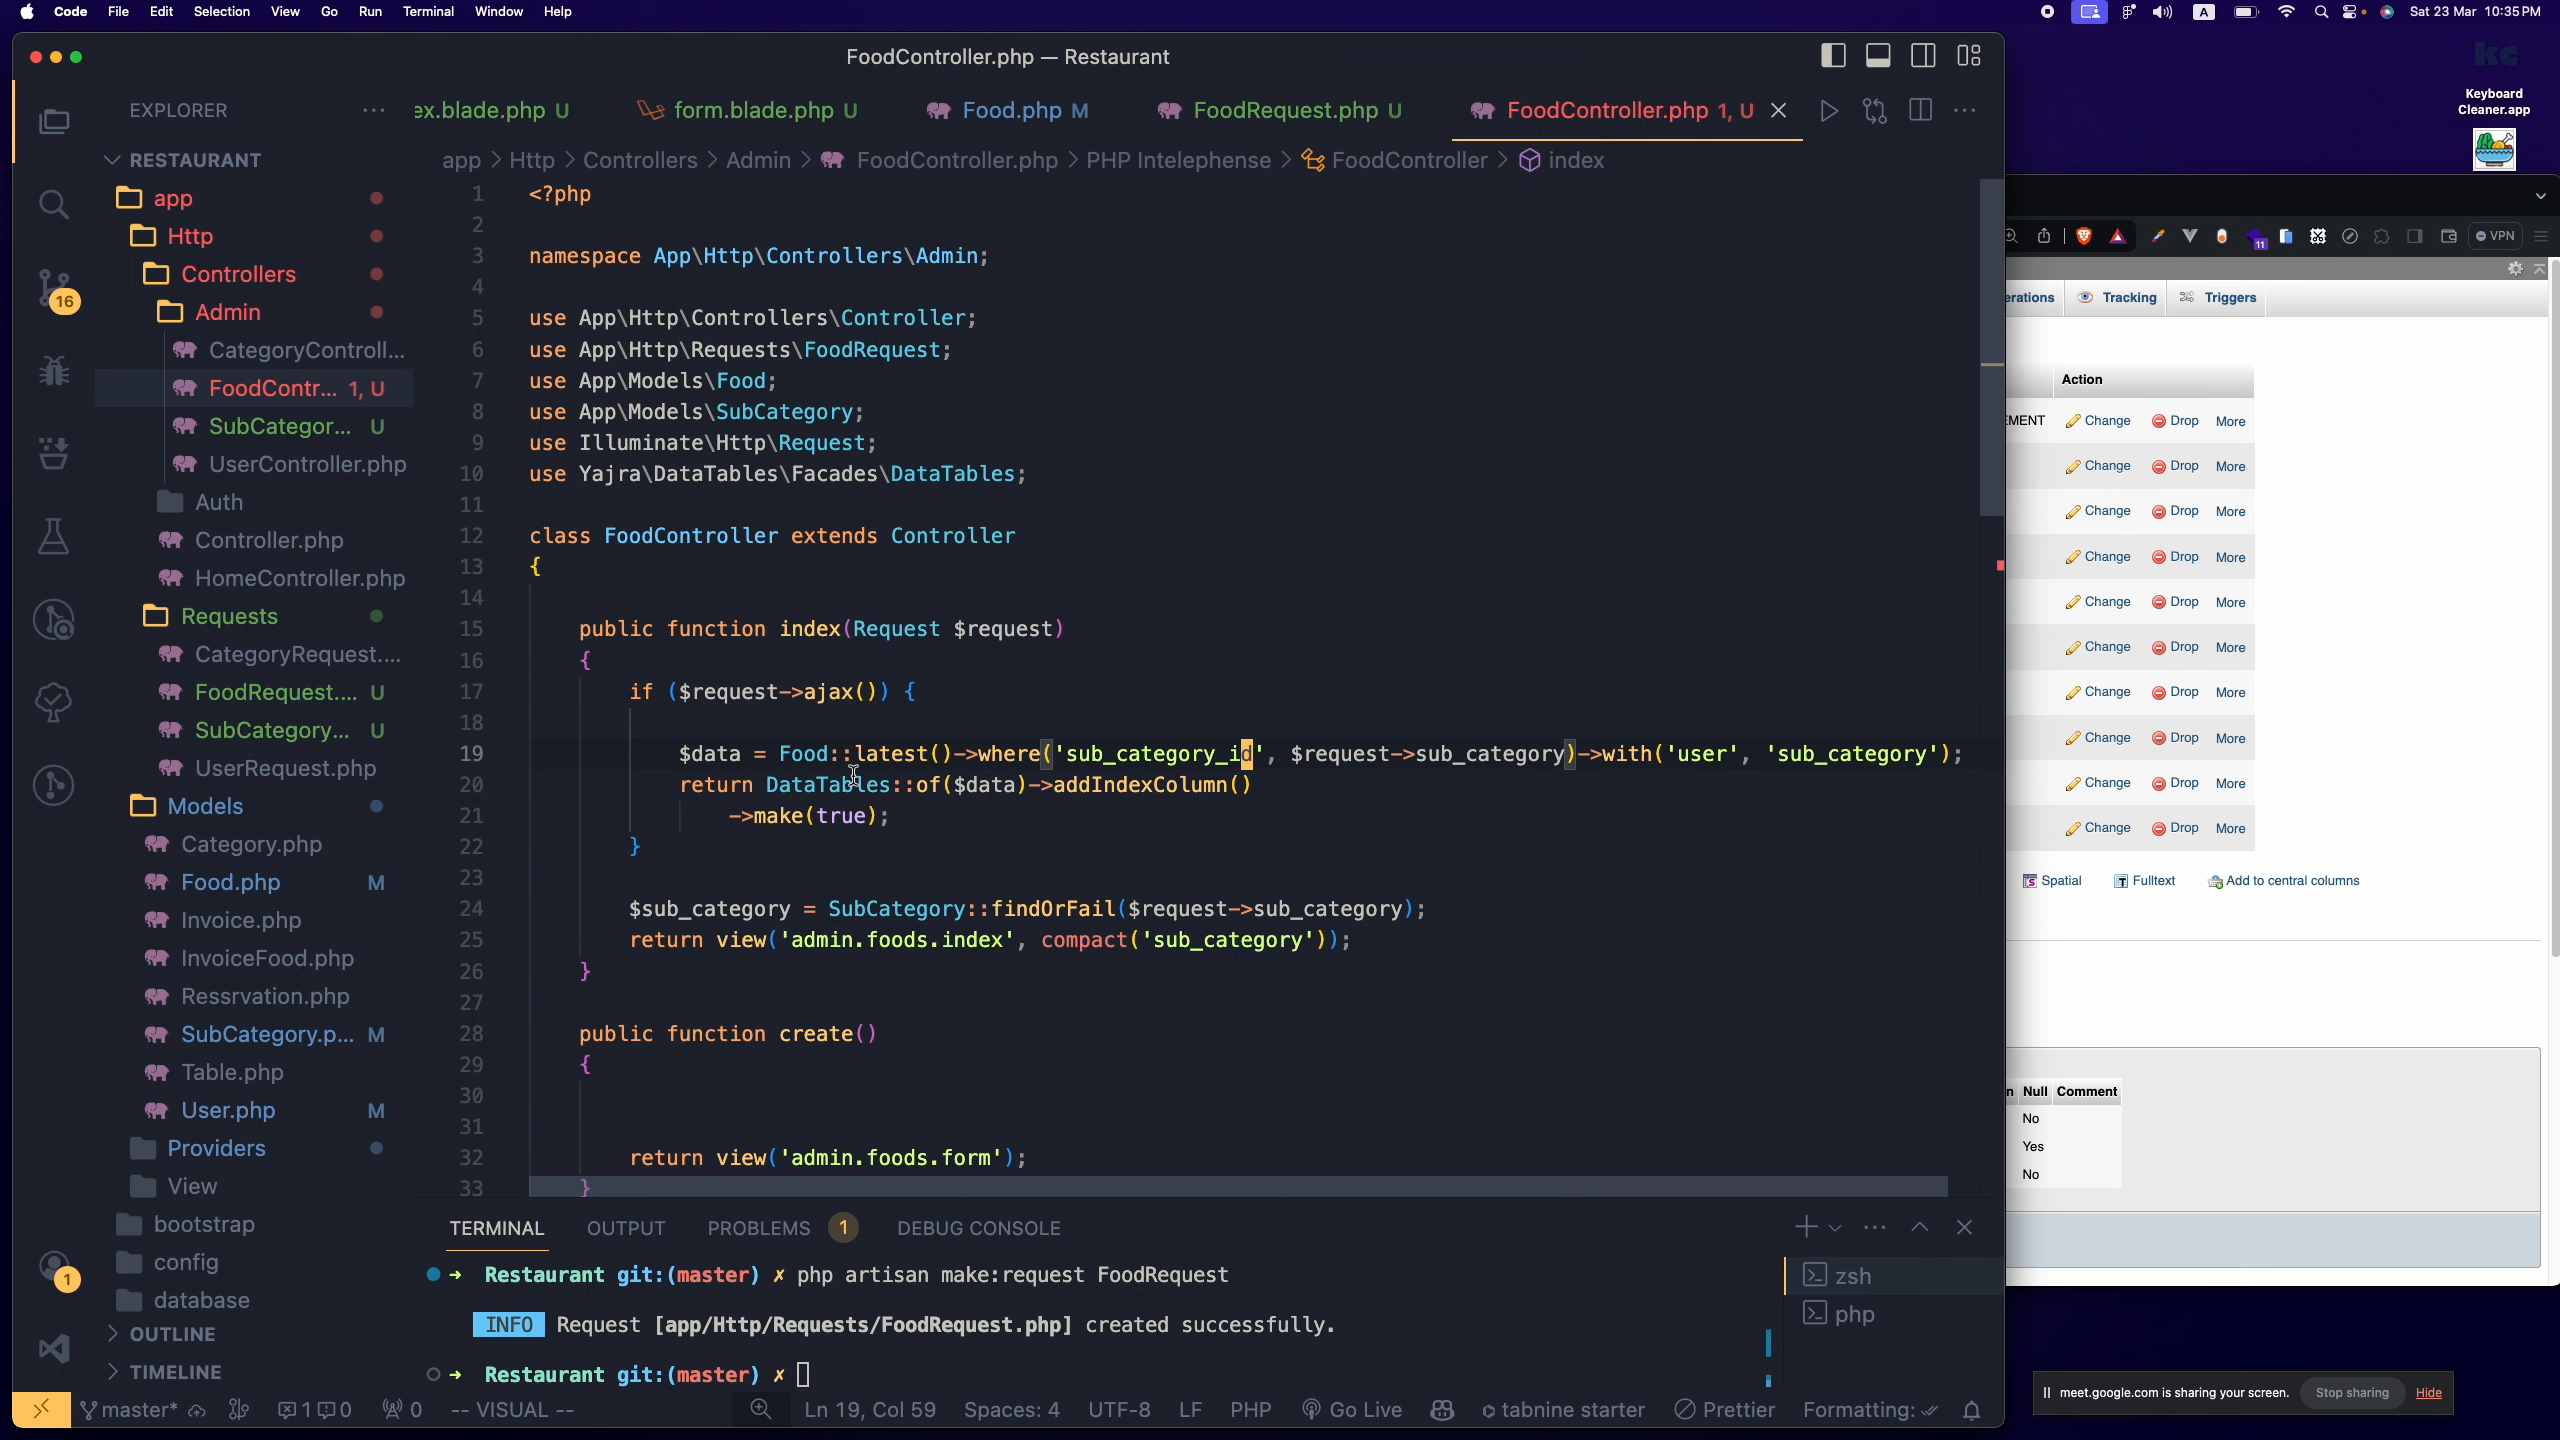 Code File Edit Selection View Go Run Terminal Window Help
A Sat 23 Mar 10:35 PM
FoodController.php — Restaurant
kc
Keyboard
Cleaner.app
EXPLORER
ex.blade.php U form.blade.php U Food.php M FoodRequest.php U FoodController.php 1, U
RESTAURANT
app > Http > Controllers > Admin > FoodController.php > PHP Intelephense > FoodController > index
app
Http
Controllers
Admin
CategoryControll...
FoodContr... 1, U
SubCategor... U
UserController.php
Auth
Controller.php
HomeController.php
Requests
CategoryRequest....
FoodRequest.... U
SubCategory... U
UserRequest.php
Models
Category.php
Food.php M
Invoice.php
InvoiceFood.php
Ressrvation.php
SubCategory.p... M
Table.php
User.php M
Providers
View
bootstrap
config
database
OUTLINE
TIMELINE
16
1
1 <?php
2
3 namespace App\Http\Controllers\Admin;
4
5 use App\Http\Controllers\Controller;
6 use App\Http\Requests\FoodRequest;
7 use App\Models\Food;
8 use App\Models\SubCategory;
9 use Illuminate\Http\Request;
10 use Yajra\DataTables\Facades\DataTables;
11
12 class FoodController extends Controller
13 {
14
15 public function index(Request $request)
16 {
17 if ($request->ajax()) {
18
19 $data = Food::latest()->where('sub_category_id', $request->sub_category)->with('user', 'sub_category');
20 return DataTables::of($data)->addIndexColumn()
21 ->make(true);
22 }
23
24 $sub_category = SubCategory::findOrFail($request->sub_category);
25 return view('admin.foods.index', compact('sub_category'));
26 }
27
28 public function create()
29 {
30
31
32 return view('admin.foods.form');
33 }
TERMINAL OUTPUT PROBLEMS 1 DEBUG CONSOLE
→ Restaurant git:(master) ✗ php artisan make:request FoodRequest
INFO Request [app/Http/Requests/FoodRequest.php] created successfully.
→ Restaurant git:(master) ✗
zsh
php
master* 1 0 0 -- VISUAL -- Ln 19, Col 59 Spaces: 4 UTF-8 LF PHP Go Live tabnine starter Prettier Formatting:
11 VPN
erations Tracking Triggers
Action
EMENT Change Drop More
Change Drop More
Change Drop More
Change Drop More
Change Drop More
Change Drop More
Change Drop More
Change Drop More
Change Drop More
Change Drop More
Spatial Fulltext Add to central columns
n Null Comment
No
Yes
No
meet.google.com is sharing your screen. Stop sharing Hide